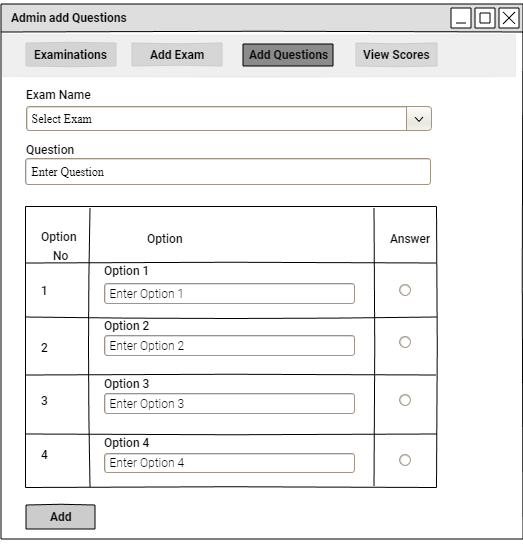 Admin add Questions
Examinations Add Exam Add Questions View Scores
Exam Name
Select Exam
Question
Enter Question
Option No Option Answer
Option 1
1 Enter Option 1
Option 2
2 Enter Option 2
Option 3
3 Enter Option 3
Option 4
4 Enter Option 4
Add